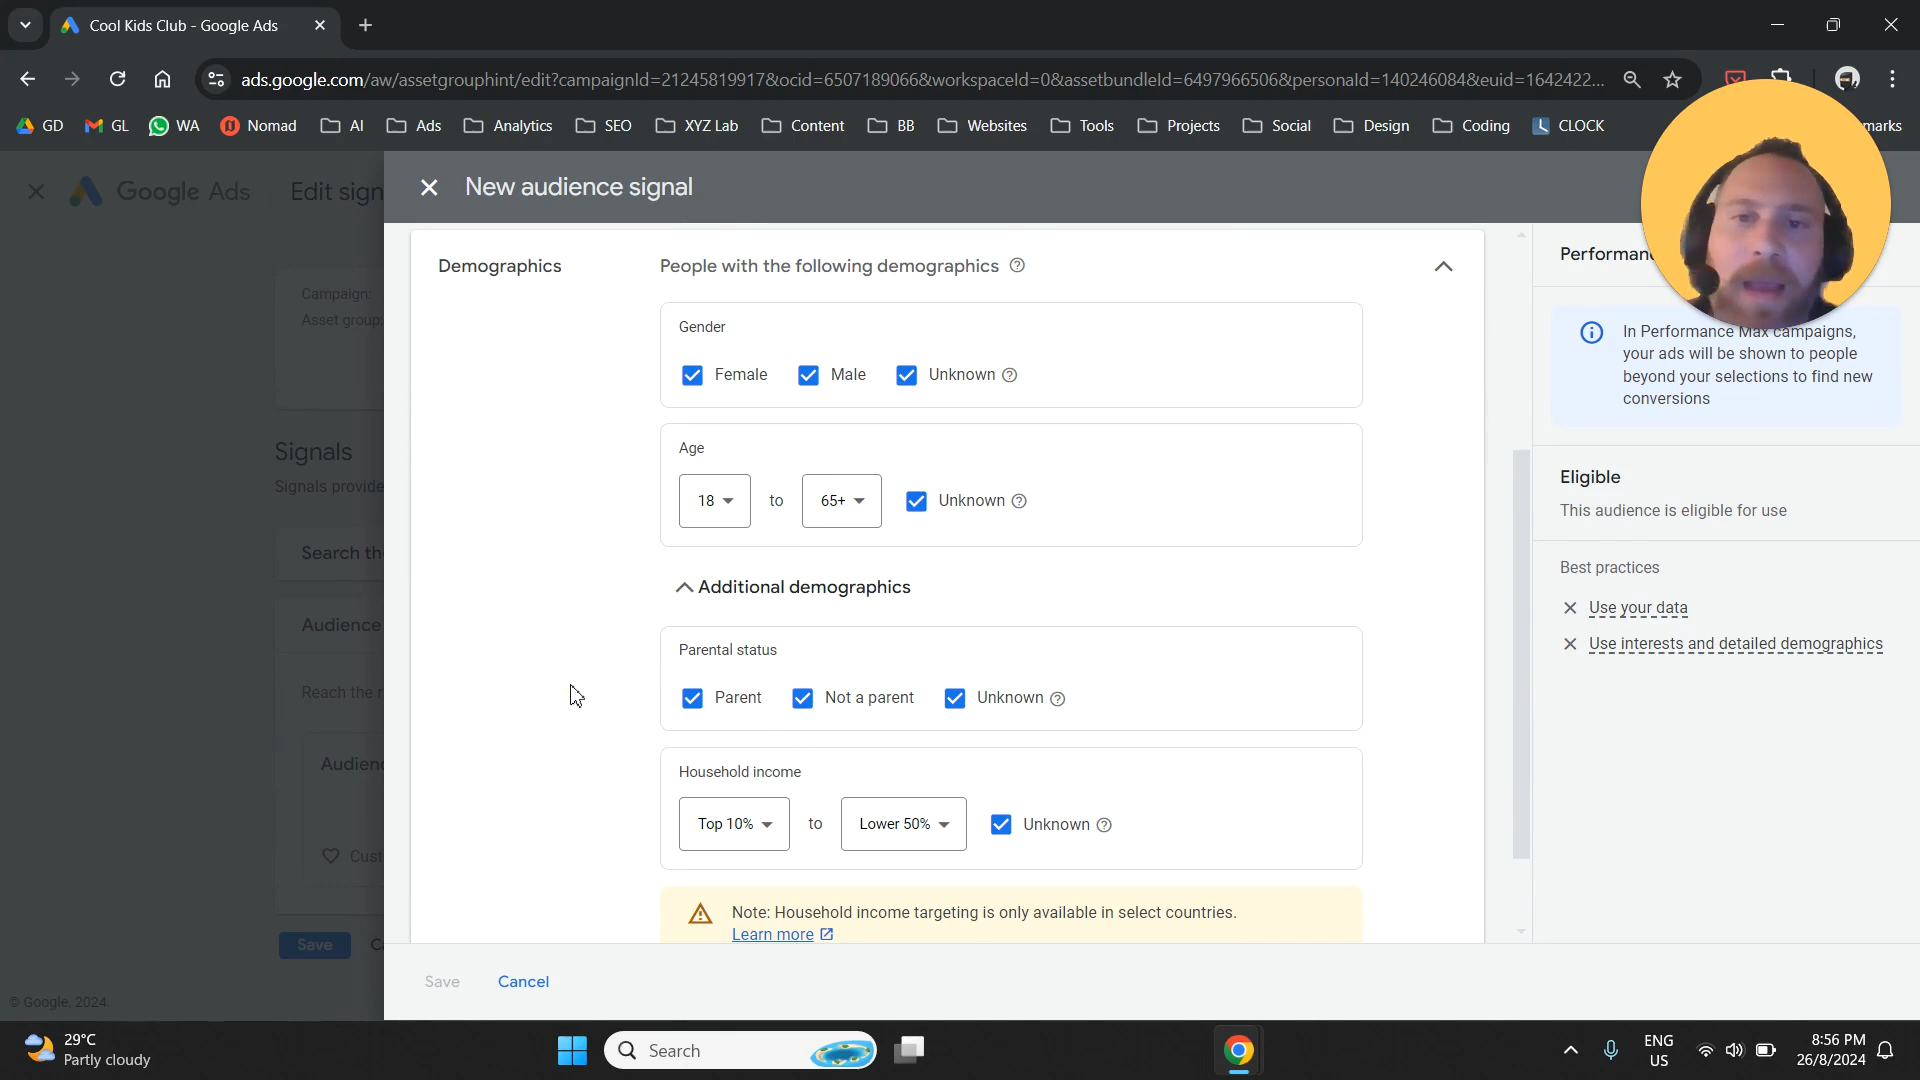 Cool Kids Club - Google Ads
ads.google.com/aw/assetgrouphint/edit?campaignId=21245819917&ocid=6507189066&workspaceId=0&assetbundleId=6497966506&personaId=140246084&euid=1642422...
GD GL WA Nomad AI Ads Analytics SEO XYZ Lab Content BB Websites Tools Projects Social Design Coding CLOCK marks
Google Ads Edit sign
New audience signal
Campaign:
Asset group:
Signals
Signals provide
Search th
Audience
Reach the r
Audien
Cust
Save C
© Google, 2024.
Demographics
People with the following demographics
Gender
Female Male Unknown
Age
18 to 65+ Unknown
Additional demographics
Parental status
Parent Not a parent Unknown
Household income
Top 10% to Lower 50% Unknown
Note: Household income targeting is only available in select countries.
Learn more
Save Cancel
Performan
In Performance Max campaigns,
your ads will be shown to people
beyond your selections to find new
conversions
Eligible
This audience is eligible for use
Best practices
Use your data
Use interests and detailed demographics
29°C
Partly cloudy
Search
ENG
US
8:56 PM
26/8/2024